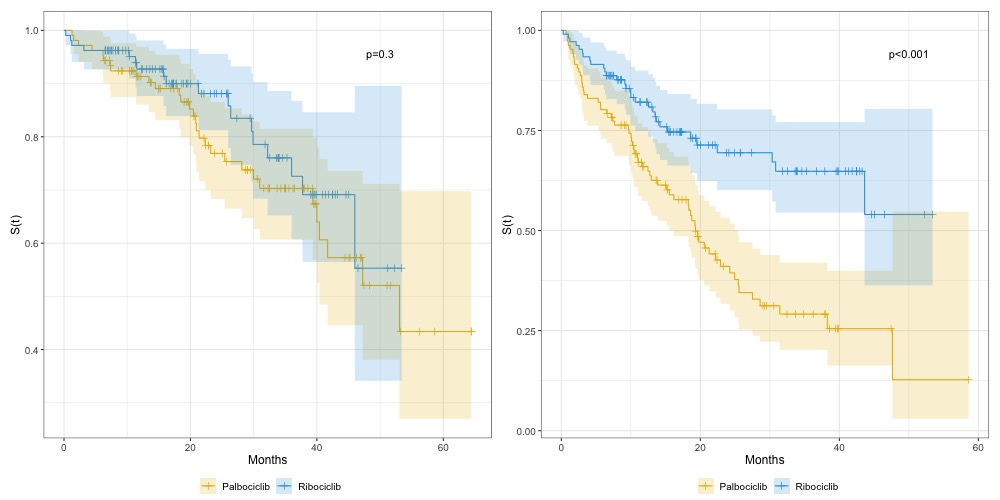 1.0
0.8
0.6
0.4
S(t)
p=0.3
0 20 40 60
Months
Palbociclib Ribociclib
1.00
0.75
0.50
0.25
0.00
S(t)
p<0.001
0 20 40 60
Months
Palbociclib Ribociclib